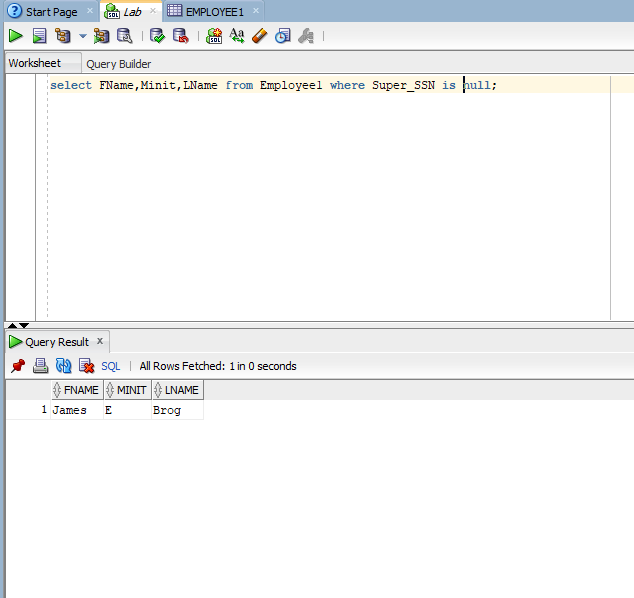 Start Page × Lab × EMPLOYEE1 ×
Worksheet Query Builder
select FName,Minit,LName from Employee1 where Super_SSN is null;
Query Result ×
SQL | All Rows Fetched: 1 in 0 seconds
FNAME MINIT LNAME
1 James E Brog